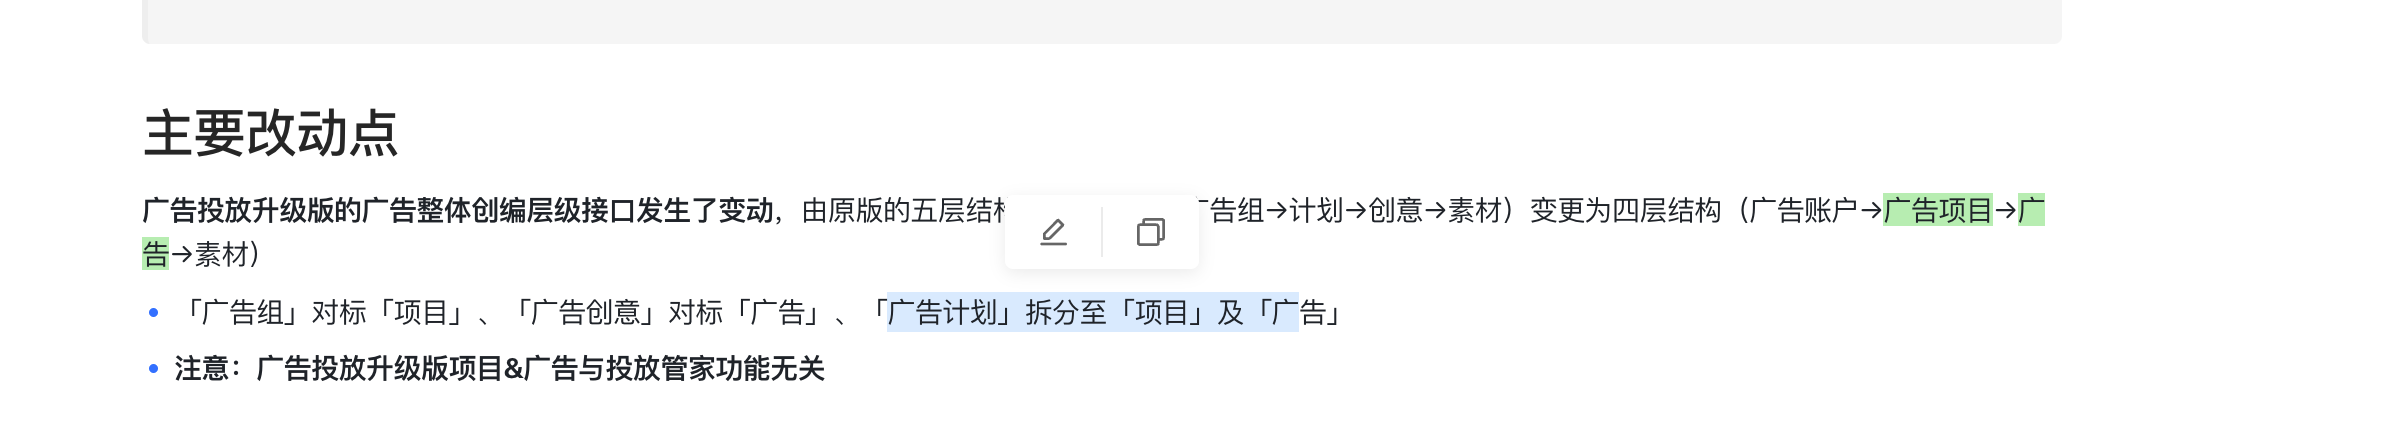 主要改动点
广告投放升级版的广告整体创编层级接口发生了变动，由原版的五层结 告组→计划→创意→素材）变更为四层结构（广告账户→广告项目→广
告→素材）
「广告组」对标「项目」、「广告创意」对标「广告」、「广告计划」拆分至「项目」及「广告」
注意：广告投放升级版项目&广告与投放管家功能无关